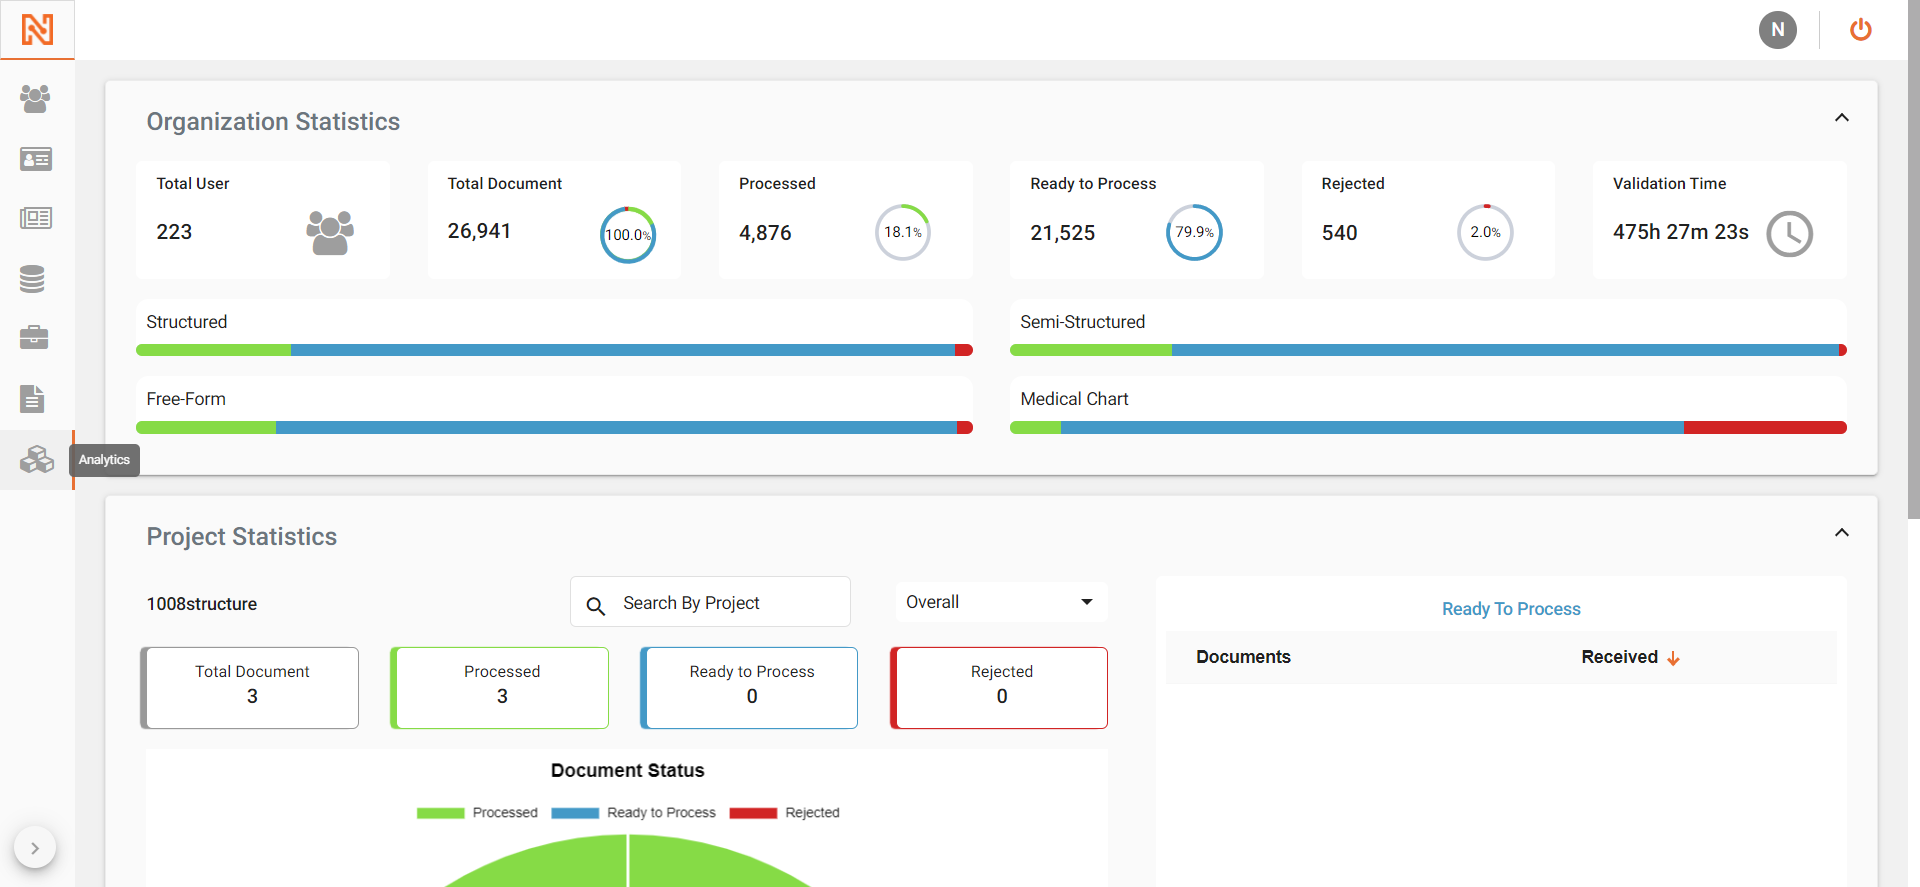 N
Organization Statistics
Total User
223
Total Document
26,941
100.0%
Processed
4,876
18.1%
Ready to Process
21,525
79.9%
Rejected
540
2.0%
Validation Time
475h 27m 23s
Structured
Semi-Structured
Free-Form
Medical Chart
Analytics
Project Statistics
1008structure
Search By Project
Overall
Total Document
3
Processed
3
Ready to Process
0
Rejected
0
Document Status
Processed
Ready to Process
Rejected
Ready To Process
Documents
Received